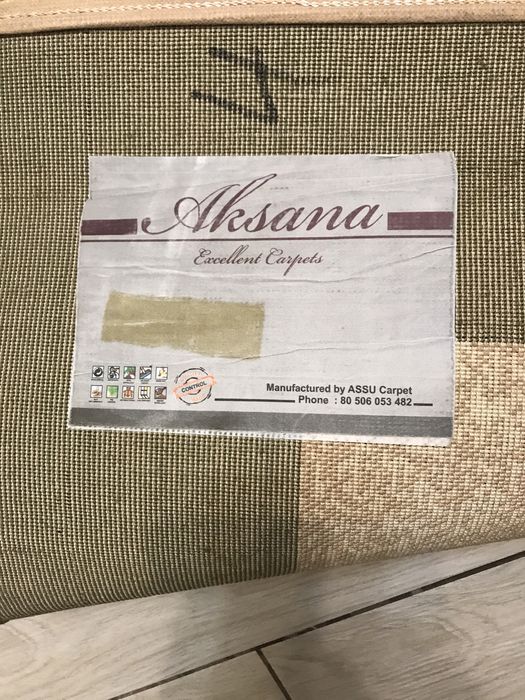 Aksana
Excellent Carpets
CONTROL
Manufactured by ASSU Carpet
Phone : 80 506 053 482